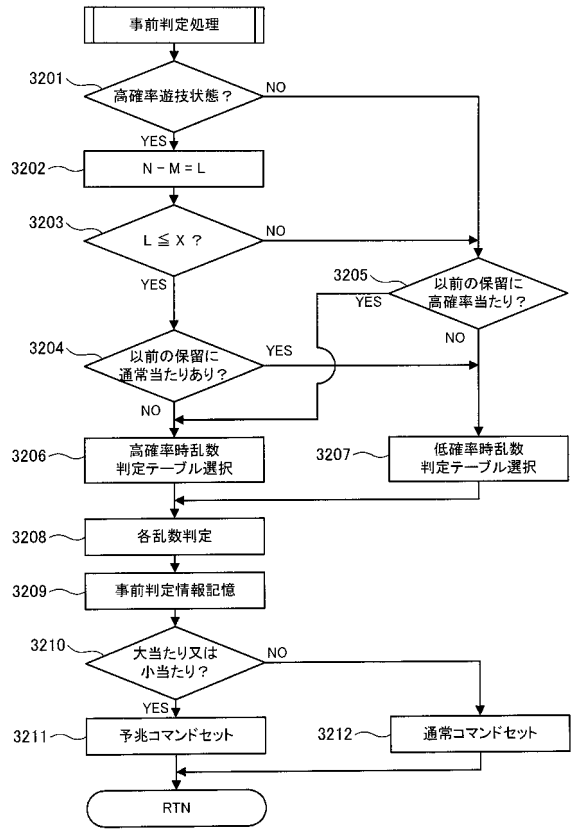 事前判定処理
3201
高確率遊技状態？
NO
YES
3202
N − M = L
3203
L ≦ X ？
NO
YES
3205
以前の保留に
高確率当たり？
YES
NO
3204
以前の保留に
通常当たりあり？
YES
NO
3206
高確率時乱数
判定テーブル選択
3207
低確率時乱数
判定テーブル選択
3208
各乱数判定
3209
事前判定情報記憶
3210
大当たり又は
小当たり？
NO
YES
3211
予兆コマンドセット
3212
通常コマンドセット
RTN